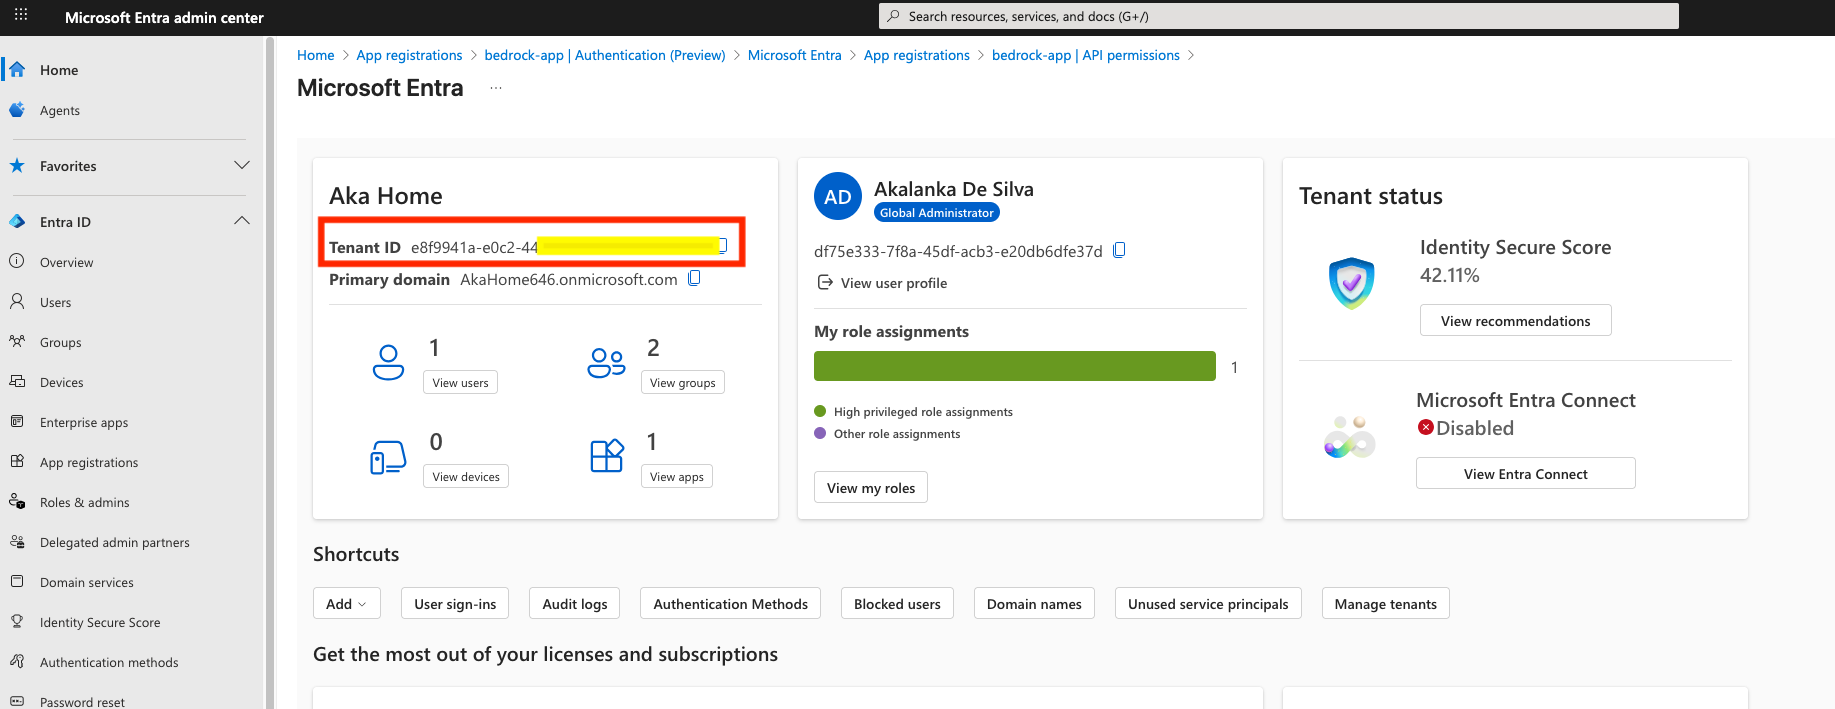 Microsoft Entra admin center
Search resources, services, and docs (G+/)
Home
Agents
Favorites
Entra ID
Overview
Users
Groups
Devices
Enterprise apps
App registrations
Roles & admins
Delegated admin partners
Domain services
Identity Secure Score
Authentication methods
Password reset
Home > App registrations > bedrock-app | Authentication (Preview) > Microsoft Entra > App registrations > bedrock-app | API permissions >
Microsoft Entra ...
Aka Home
Tenant ID e8f9941a-e0c2-44
Primary domain AkaHome646.onmicrosoft.com
1
View users
2
View groups
0
View devices
1
View apps
AD
Akalanka De Silva
Global Administrator
df75e333-7f8a-45df-acb3-e20db6dfe37d
View user profile
My role assignments
1
High privileged role assignments
Other role assignments
View my roles
Tenant status
Identity Secure Score
42.11%
View recommendations
Microsoft Entra Connect
Disabled
View Entra Connect
Shortcuts
Add
User sign-ins
Audit logs
Authentication Methods
Blocked users
Domain names
Unused service principals
Manage tenants
Get the most out of your licenses and subscriptions